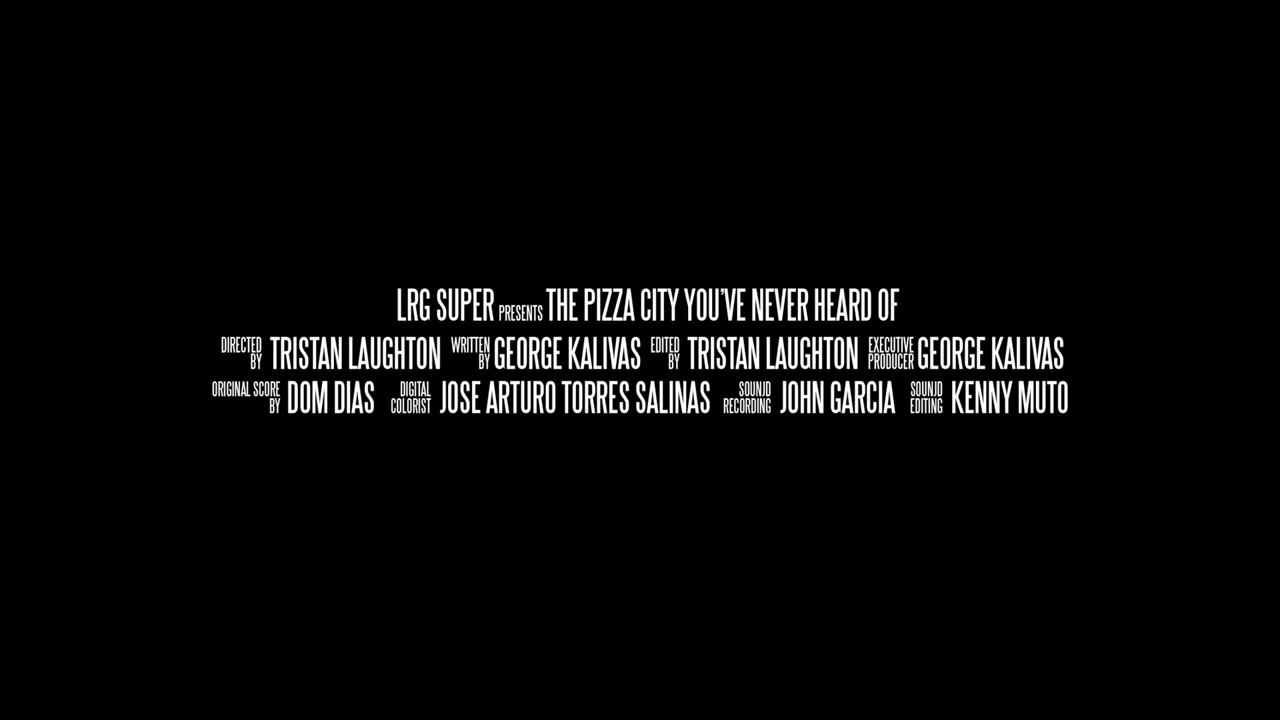 LRG SUPER PRESENTS THE PIZZA CITY YOU'VE NEVER HEARD OF
DIRECTED BY TRISTAN LAUGHTON WRITTEN BY GEORGE KALIVAS EDITED BY TRISTAN LAUGHTON EXECUTIVE PRODUCER GEORGE KALIVAS
ORIGINAL SCORE BY DOM DIAS DIGITAL COLORIST JOSE ARTURO TORRES SALINAS SOUNJD RECORDING JOHN GARCIA SOUNJD EDITING KENNY MUTO